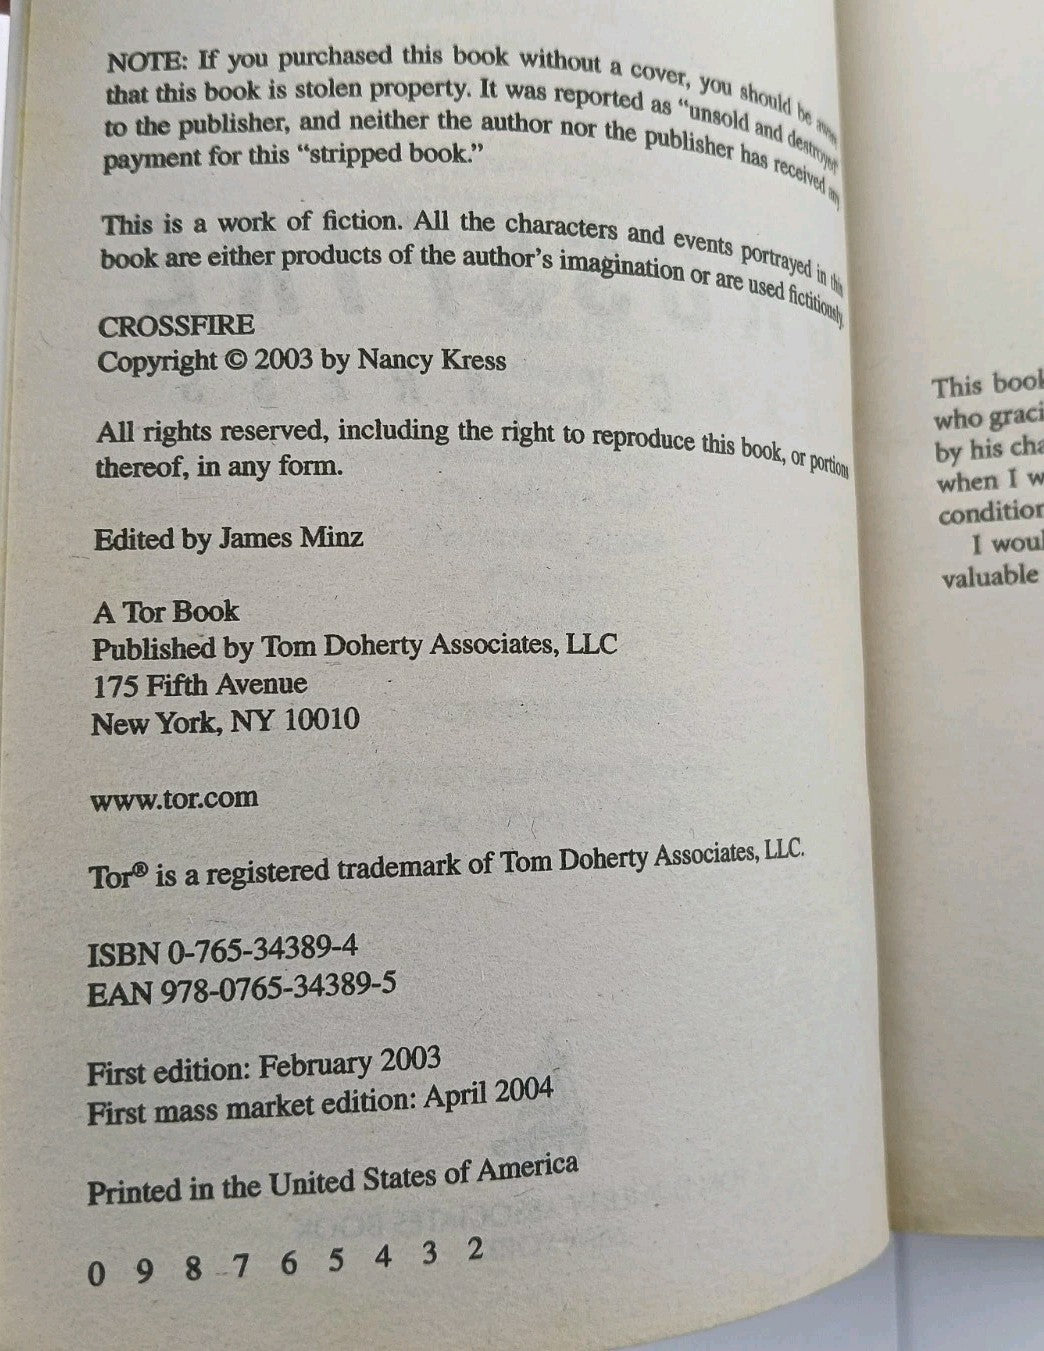 NOTE: If you purchased this book without a cover, you should be aware
that this book is stolen property. It was reported as "unsold and destroyed"
to the publisher, and neither the author nor the publisher has received any
payment for this "stripped book."
This is a work of fiction. All the characters and events portrayed in this
book are either products of the author's imagination or are used fictitiously.
CROSSFIRE
Copyright © 2003 by Nancy Kress
All rights reserved, including the right to reproduce this book, or portions
thereof, in any form.
Edited by James Minz
A Tor Book
Published by Tom Doherty Associates, LLC
175 Fifth Avenue
New York, NY 10010
www.tor.com
Tor® is a registered trademark of Tom Doherty Associates, LLC.
ISBN 0-765-34389-4
EAN 978-0765-34389-5
First edition: February 2003
First mass market edition: April 2004
Printed in the United States of America
0 9 8 7 6 5 4 3 2
This book
who graci
by his cha
when I w
condition
I woul
valuable